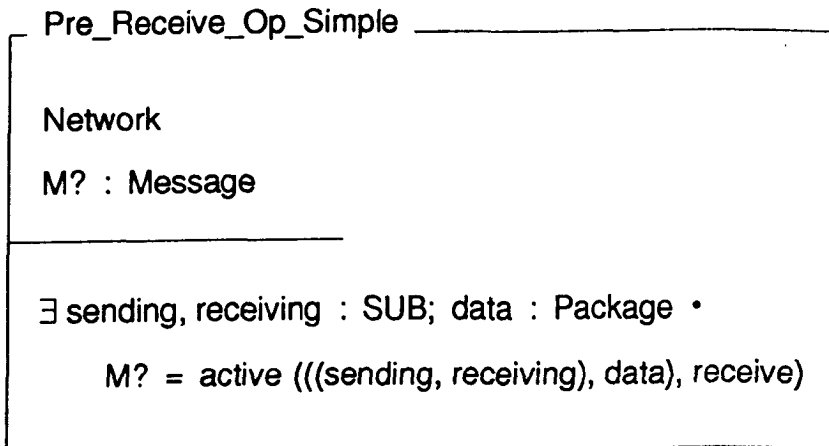 Pre_Receive_Op_Simple
Network
M? : Message
∃ sending, receiving : SUB; data : Package •
M? = active (((sending, receiving), data), receive)